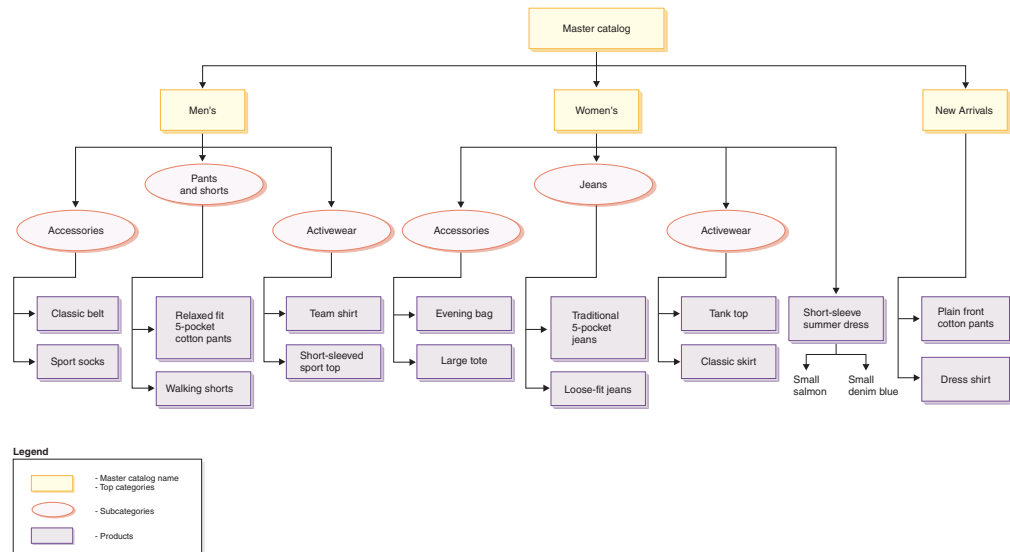 Master catalog
Men's
Women's
New Arrivals
Pants
and shorts
Jeans
Accessories
Activewear
Accessories
Activewear
Classic belt
Sport socks
Relaxed fit
5-pocket
cotton pants
Walking shorts
Team shirt
Short-sleeved
sport top
Evening bag
Large tote
Traditional
5-pocket
jeans
Loose-fit jeans
Tank top
Classic skirt
Short-sleeve
summer dress
Small
salmon
Small
denim blue
Plain front
cotton pants
Dress shirt
Legend
- Master catalog name
- Top categories
- Subcategories
- Products